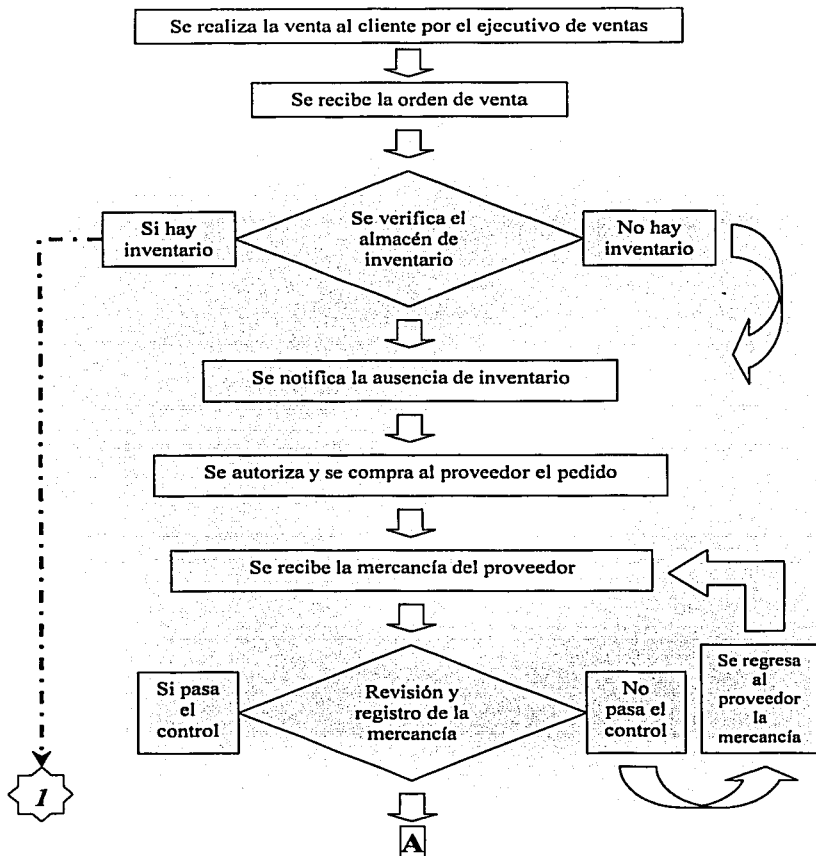 Se realiza la venta al cliente por el ejecutivo de ventas
Se recibe la orden de venta
Si hay
inventario
Se verifica el
almacén de
inventario
No hay
inventario
Se notifica la ausencia de inventario
Se autoriza y se compra al proveedor el pedido
Se recibe la mercancía del proveedor
Si pasa
el
control
Revisión y
registro de la
mercancía
No
pasa el
control
Se regresa
al
proveedor
la
mercancía
1
A